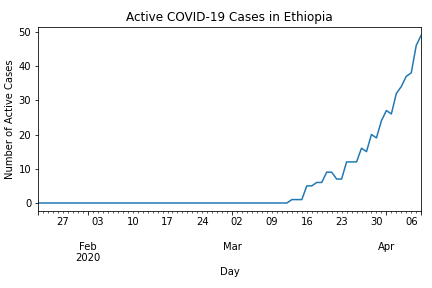 Active COVID-19 Cases in Ethiopia
Number of Active Cases
50
40
30
20
10
0
27 03 10 17 24 02 09 16 23 30 06
Feb Mar Apr
2020
Day